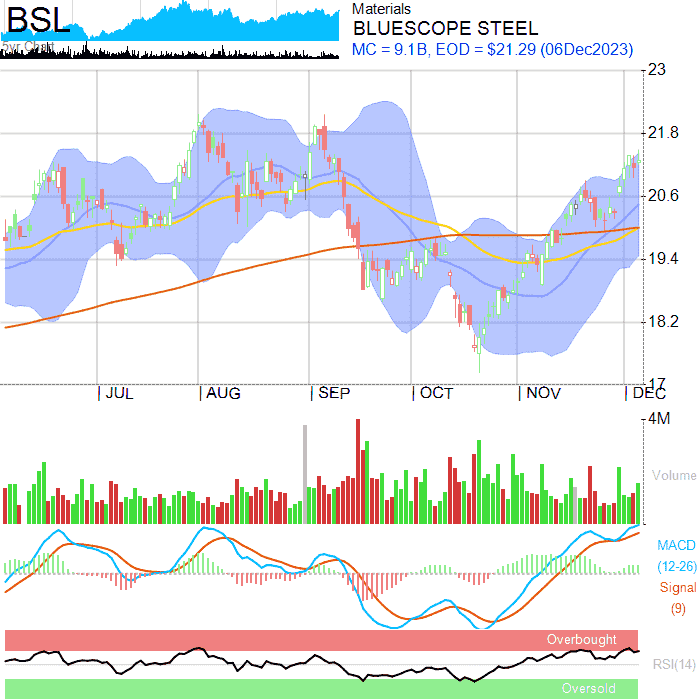 BSL
5yr Chart
Materials
BLUESCOPE STEEL
MC = 9.1B, EOD = $21.29 (06Dec2023)
23
21.8
20.6
19.4
18.2
17
JUL AUG SEP OCT NOV DEC
4M
Volume
MACD
(12-26)
Signal
(9)
Overbought
RSI(14)
Oversold